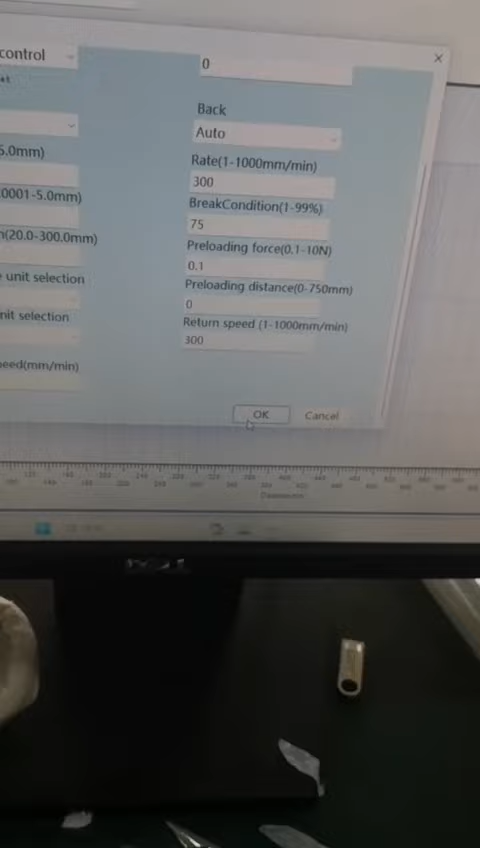 control
0
Back
Auto
5.0mm)
Rate(1-1000mm/min)
300
0001-5.0mm)
BreakCondition(1-99%)
75
(20.0-300.0mm)
Preloading force(0.1-10N)
0.1
unit selection
Preloading distance(0-750mm)
0
nit selection
Return speed (1-1000mm/min)
300
eed(mm/min)
OK
Cancel